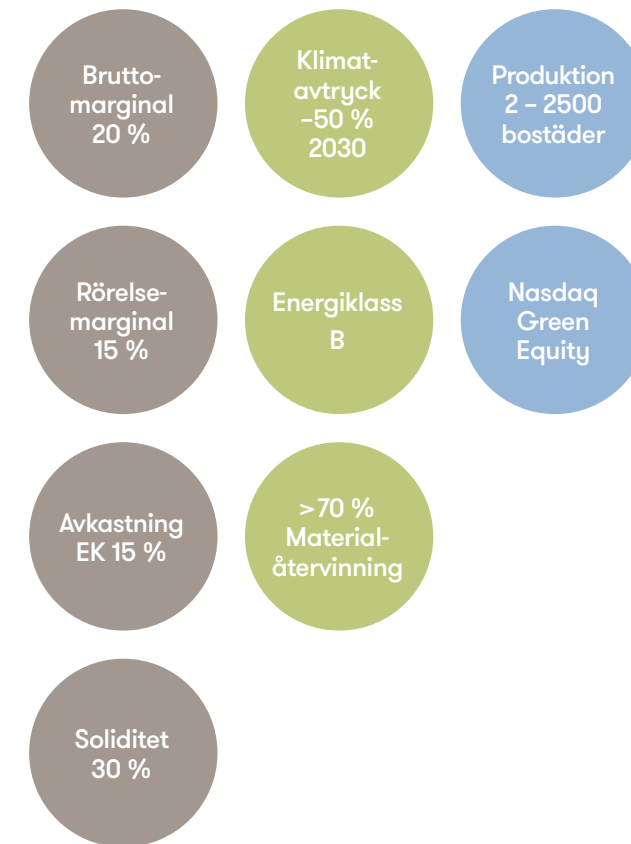 Brutto-
marginal
20 %
Klimat-
avtryck
–50 %
2030
Produktion
2 – 2500
bostäder
Rörelse-
marginal
15 %
Energiklass
B
Nasdaq
Green
Equity
Avkastning
EK 15 %
>70 %
Material-
återvinning
Soliditet
30 %